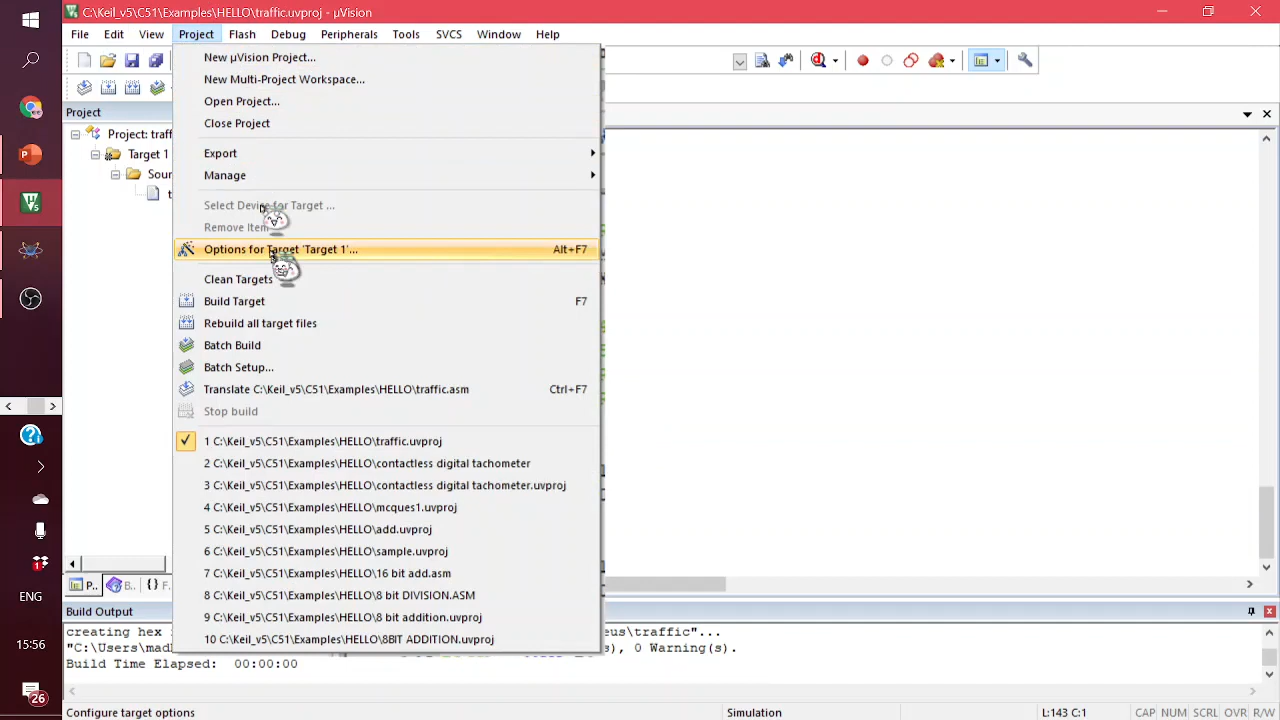 C:\Keil_v5\C51\Examples\HELLO\traffic.uvproj - µVision
File Edit View Project Flash Debug Peripherals Tools SVCS Window Help
Project
Project: traff
Target 1
Sour
New µVision Project...
New Multi-Project Workspace...
Open Project...
Close Project
Export
Manage
Select Device for Target ...
Remove Item
Options for Target 'Target 1'... Alt+F7
Clean Targets
Build Target F7
Rebuild all target files
Batch Build
Batch Setup...
Translate C:\Keil_v5\C51\Examples\HELLO\traffic.asm Ctrl+F7
Stop build
1 C:\Keil_v5\C51\Examples\HELLO\traffic.uvproj
2 C:\Keil_v5\C51\Examples\HELLO\contactless digital tachometer
3 C:\Keil_v5\C51\Examples\HELLO\contactless digital tachometer.uvproj
4 C:\Keil_v5\C51\Examples\HELLO\mcques1.uvproj
5 C:\Keil_v5\C51\Examples\HELLO\add.uvproj
6 C:\Keil_v5\C51\Examples\HELLO\sample.uvproj
7 C:\Keil_v5\C51\Examples\HELLO\16 bit add.asm
8 C:\Keil_v5\C51\Examples\HELLO\8 bit DIVISION.ASM
9 C:\Keil_v5\C51\Examples\HELLO\8 bit addition.uvproj
10 C:\Keil_v5\C51\Examples\HELLO\8BIT ADDITION.uvproj
P.. B.. {} F.
Build Output
creating hex eus\traffic"...
"C:\Users\mad s), 0 Warning(s).
Build Time Elapsed: 00:00:00
Configure target options Simulation L:143 C:1 CAP NUM SCRL OVR R/W
1
ENG
15:56
26